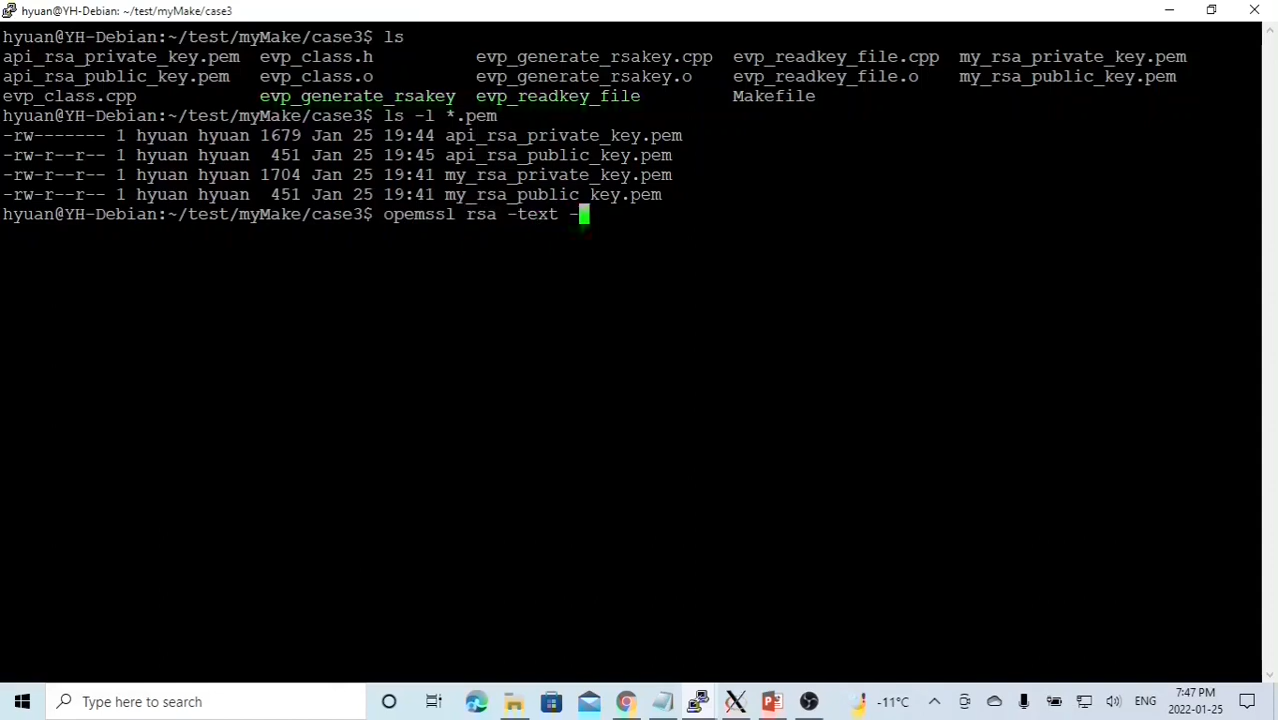 hyuan@YH-Debian: ~/test/myMake/case3
hyuan@YH-Debian:~/test/myMake/case3$ ls
api_rsa_private_key.pem evp_class.h evp_generate_rsakey.cpp evp_readkey_file.cpp my_rsa_private_key.pem
api_rsa_public_key.pem evp_class.o evp_generate_rsakey.o evp_readkey_file.o my_rsa_public_key.pem
evp_class.cpp evp_generate_rsakey evp_readkey_file Makefile
hyuan@YH-Debian:~/test/myMake/case3$ ls -l *.pem
-rw------- 1 hyuan hyuan 1679 Jan 25 19:44 api_rsa_private_key.pem
-rw-r--r-- 1 hyuan hyuan 451 Jan 25 19:45 api_rsa_public_key.pem
-rw-r--r-- 1 hyuan hyuan 1704 Jan 25 19:41 my_rsa_private_key.pem
-rw-r--r-- 1 hyuan hyuan 451 Jan 25 19:41 my_rsa_public_key.pem
hyuan@YH-Debian:~/test/myMake/case3$ opemssl rsa -text -
Type here to search
-11°C
ENG
7:47 PM
2022-01-25